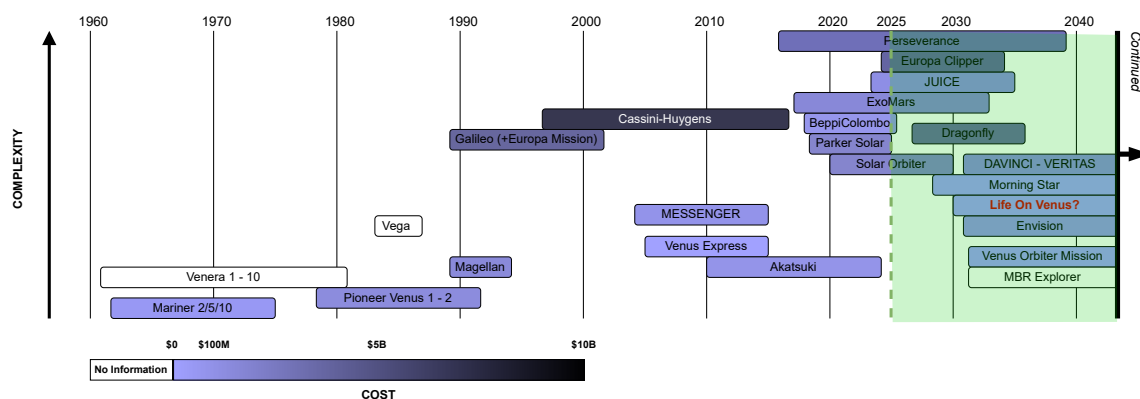 1960 1970 1980 1990 2000 2010 2020 2025 2030 2040
Continued
COMPLEXITY
Perseverance
Europa Clipper
JUICE
ExoMars
Cassini-Huygens
BeppiColombo
Dragonfly
Galileo (+Europa Mission)
Parker Solar
Solar Orbiter
DAVINCI - VERITAS
Morning Star
Life On Venus?
MESSENGER
Vega
Envision
Venus Express
Venus Orbiter Mission
Magellan
Akatsuki
Venera 1 - 10
MBR Explorer
Pioneer Venus 1 - 2
Mariner 2/5/10
$0 $100M $5B $10B
No Information
COST